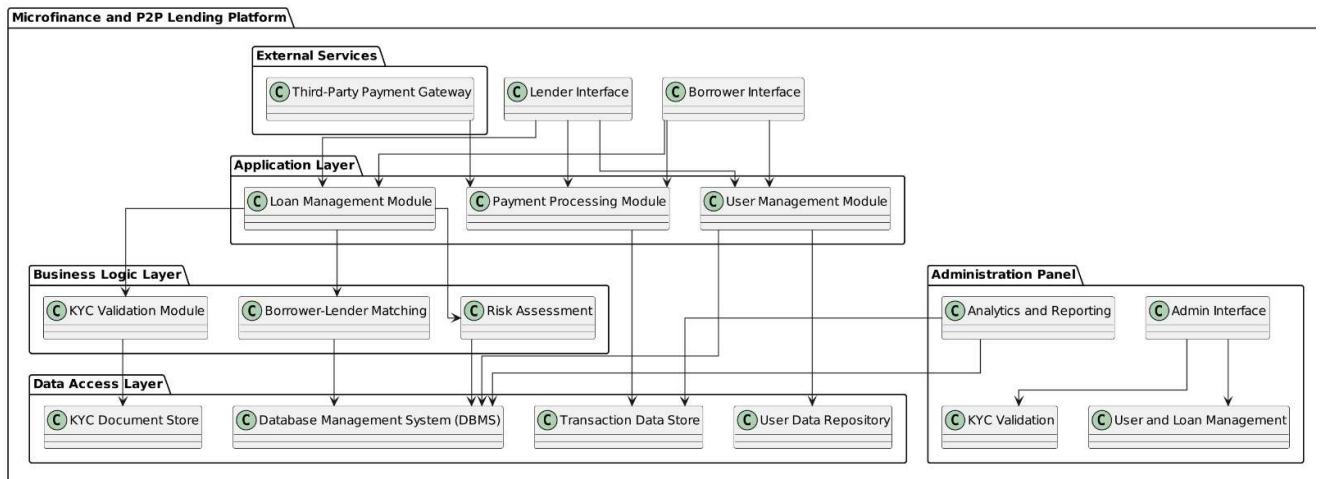 Microfinance and P2P Lending Platform
External Services
C Third-Party Payment Gateway
C Lender Interface
C Borrower Interface
Application Layer
C Loan Management Module
C Payment Processing Module
C User Management Module
Business Logic Layer
Administration Panel
C KYC Validation Module
C Borrower-Lender Matching
C Risk Assessment
C Analytics and Reporting
C Admin Interface
Data Access Layer
C KYC Document Store
C Database Management System (DBMS)
C Transaction Data Store
C User Data Repository
C KYC Validation
C User and Loan Management